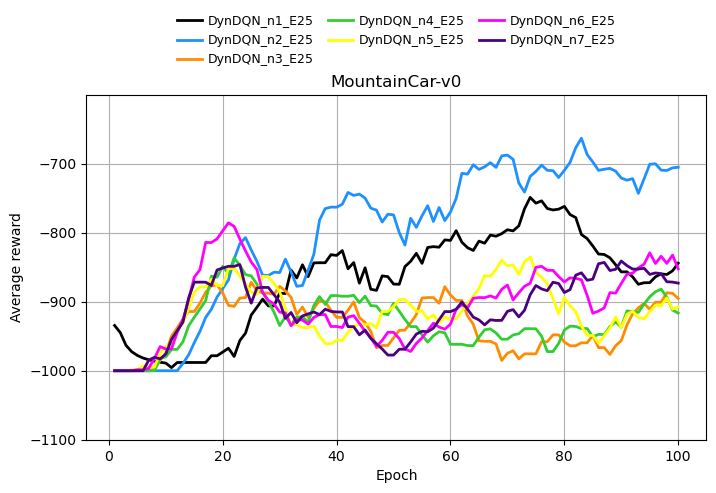 DynDQN_n1_E25 DynDQN_n4_E25 DynDQN_n6_E25
DynDQN_n2_E25 DynDQN_n5_E25 DynDQN_n7_E25
DynDQN_n3_E25
MountainCar-v0
−700
−800
−900
−1000
−1100
Average reward
0 20 40 60 80 100
Epoch